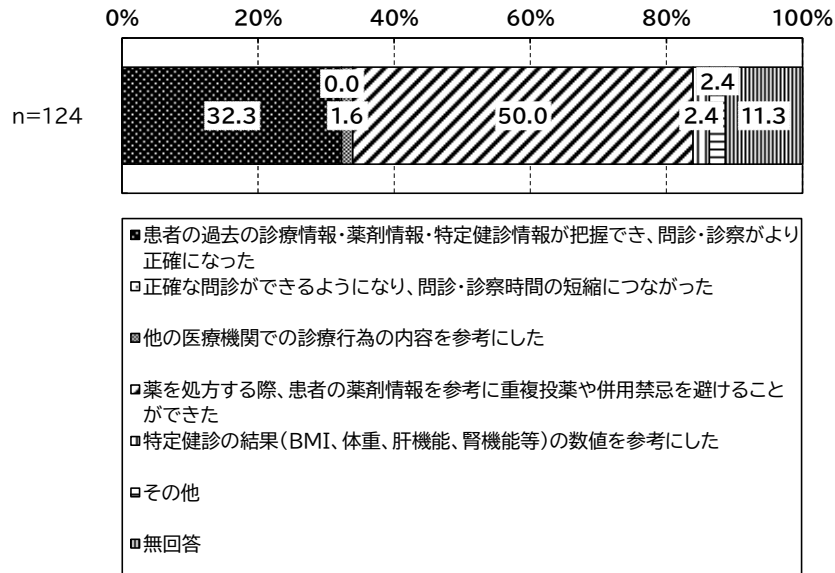 0% 20% 40% 60% 80% 100%
0.0 2.4
n=124 32.3 1.6 50.0 2.4 11.3
患者の過去の診療情報・薬剤情報・特定健診情報が把握でき、問診・診察がより
正確になった
正確な問診ができるようになり、問診・診察時間の短縮につながった
他の医療機関での診療行為の内容を参考にした
薬を処方する際、患者の薬剤情報を参考に重複投薬や併用禁忌を避けること
ができた
特定健診の結果(BMI、体重、肝機能、腎機能等)の数値を参考にした
その他
無回答